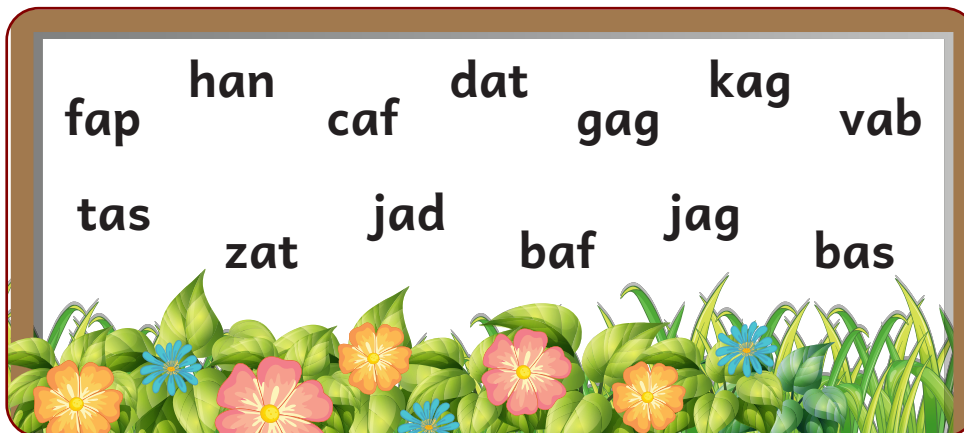 han dat kag
fap caf gag vab
tas jad jag
zat baf bas